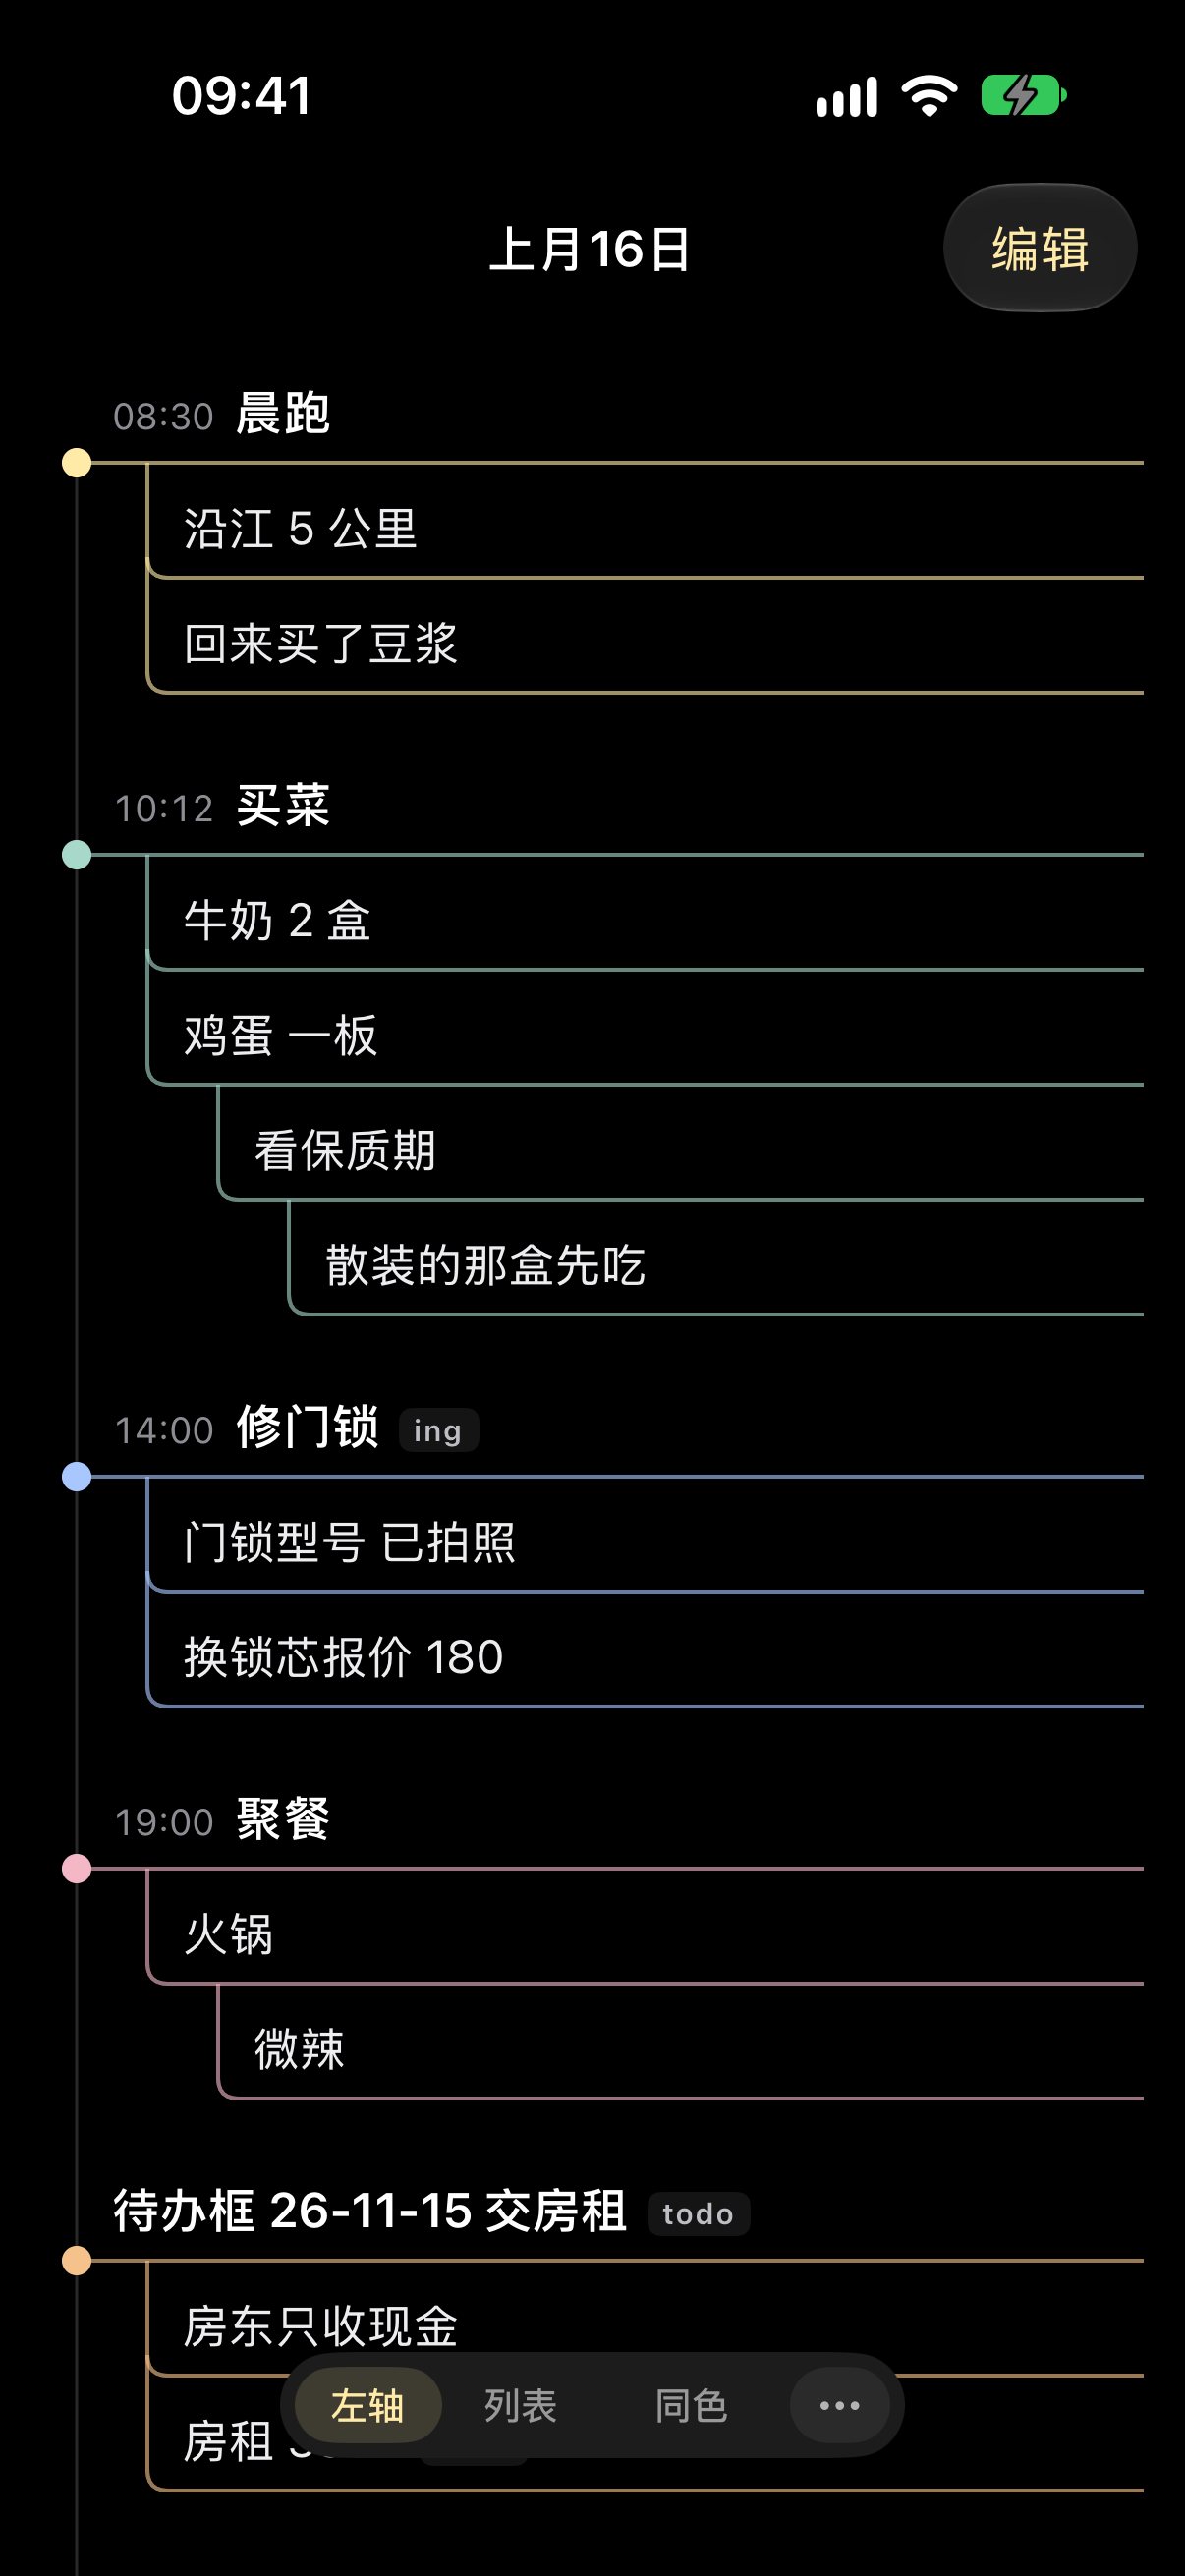 09:41
上月16日
编辑
08:30 晨跑
沿江 5 公里
回来买了豆浆
10:12 买菜
牛奶 2 盒
鸡蛋 一板
看保质期
散装的那盒先吃
14:00 修门锁 ing
门锁型号 已拍照
换锁芯报价 180
19:00 聚餐
火锅
微辣
待办框 26-11-15 交房租 todo
房东只收现金
房租
左轴 列表 同色